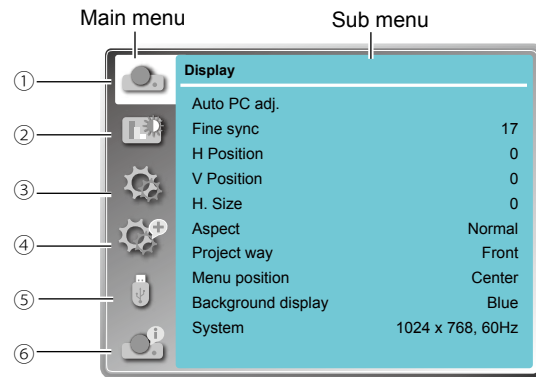 Main menu
Sub menu
①
②
③
④
⑤
⑥
Display
Auto PC adj.
Fine sync 17
H Position 0
V Position 0
H. Size 0
Aspect Normal
Project way Front
Menu position Center
Background display Blue
System 1024 x 768, 60Hz